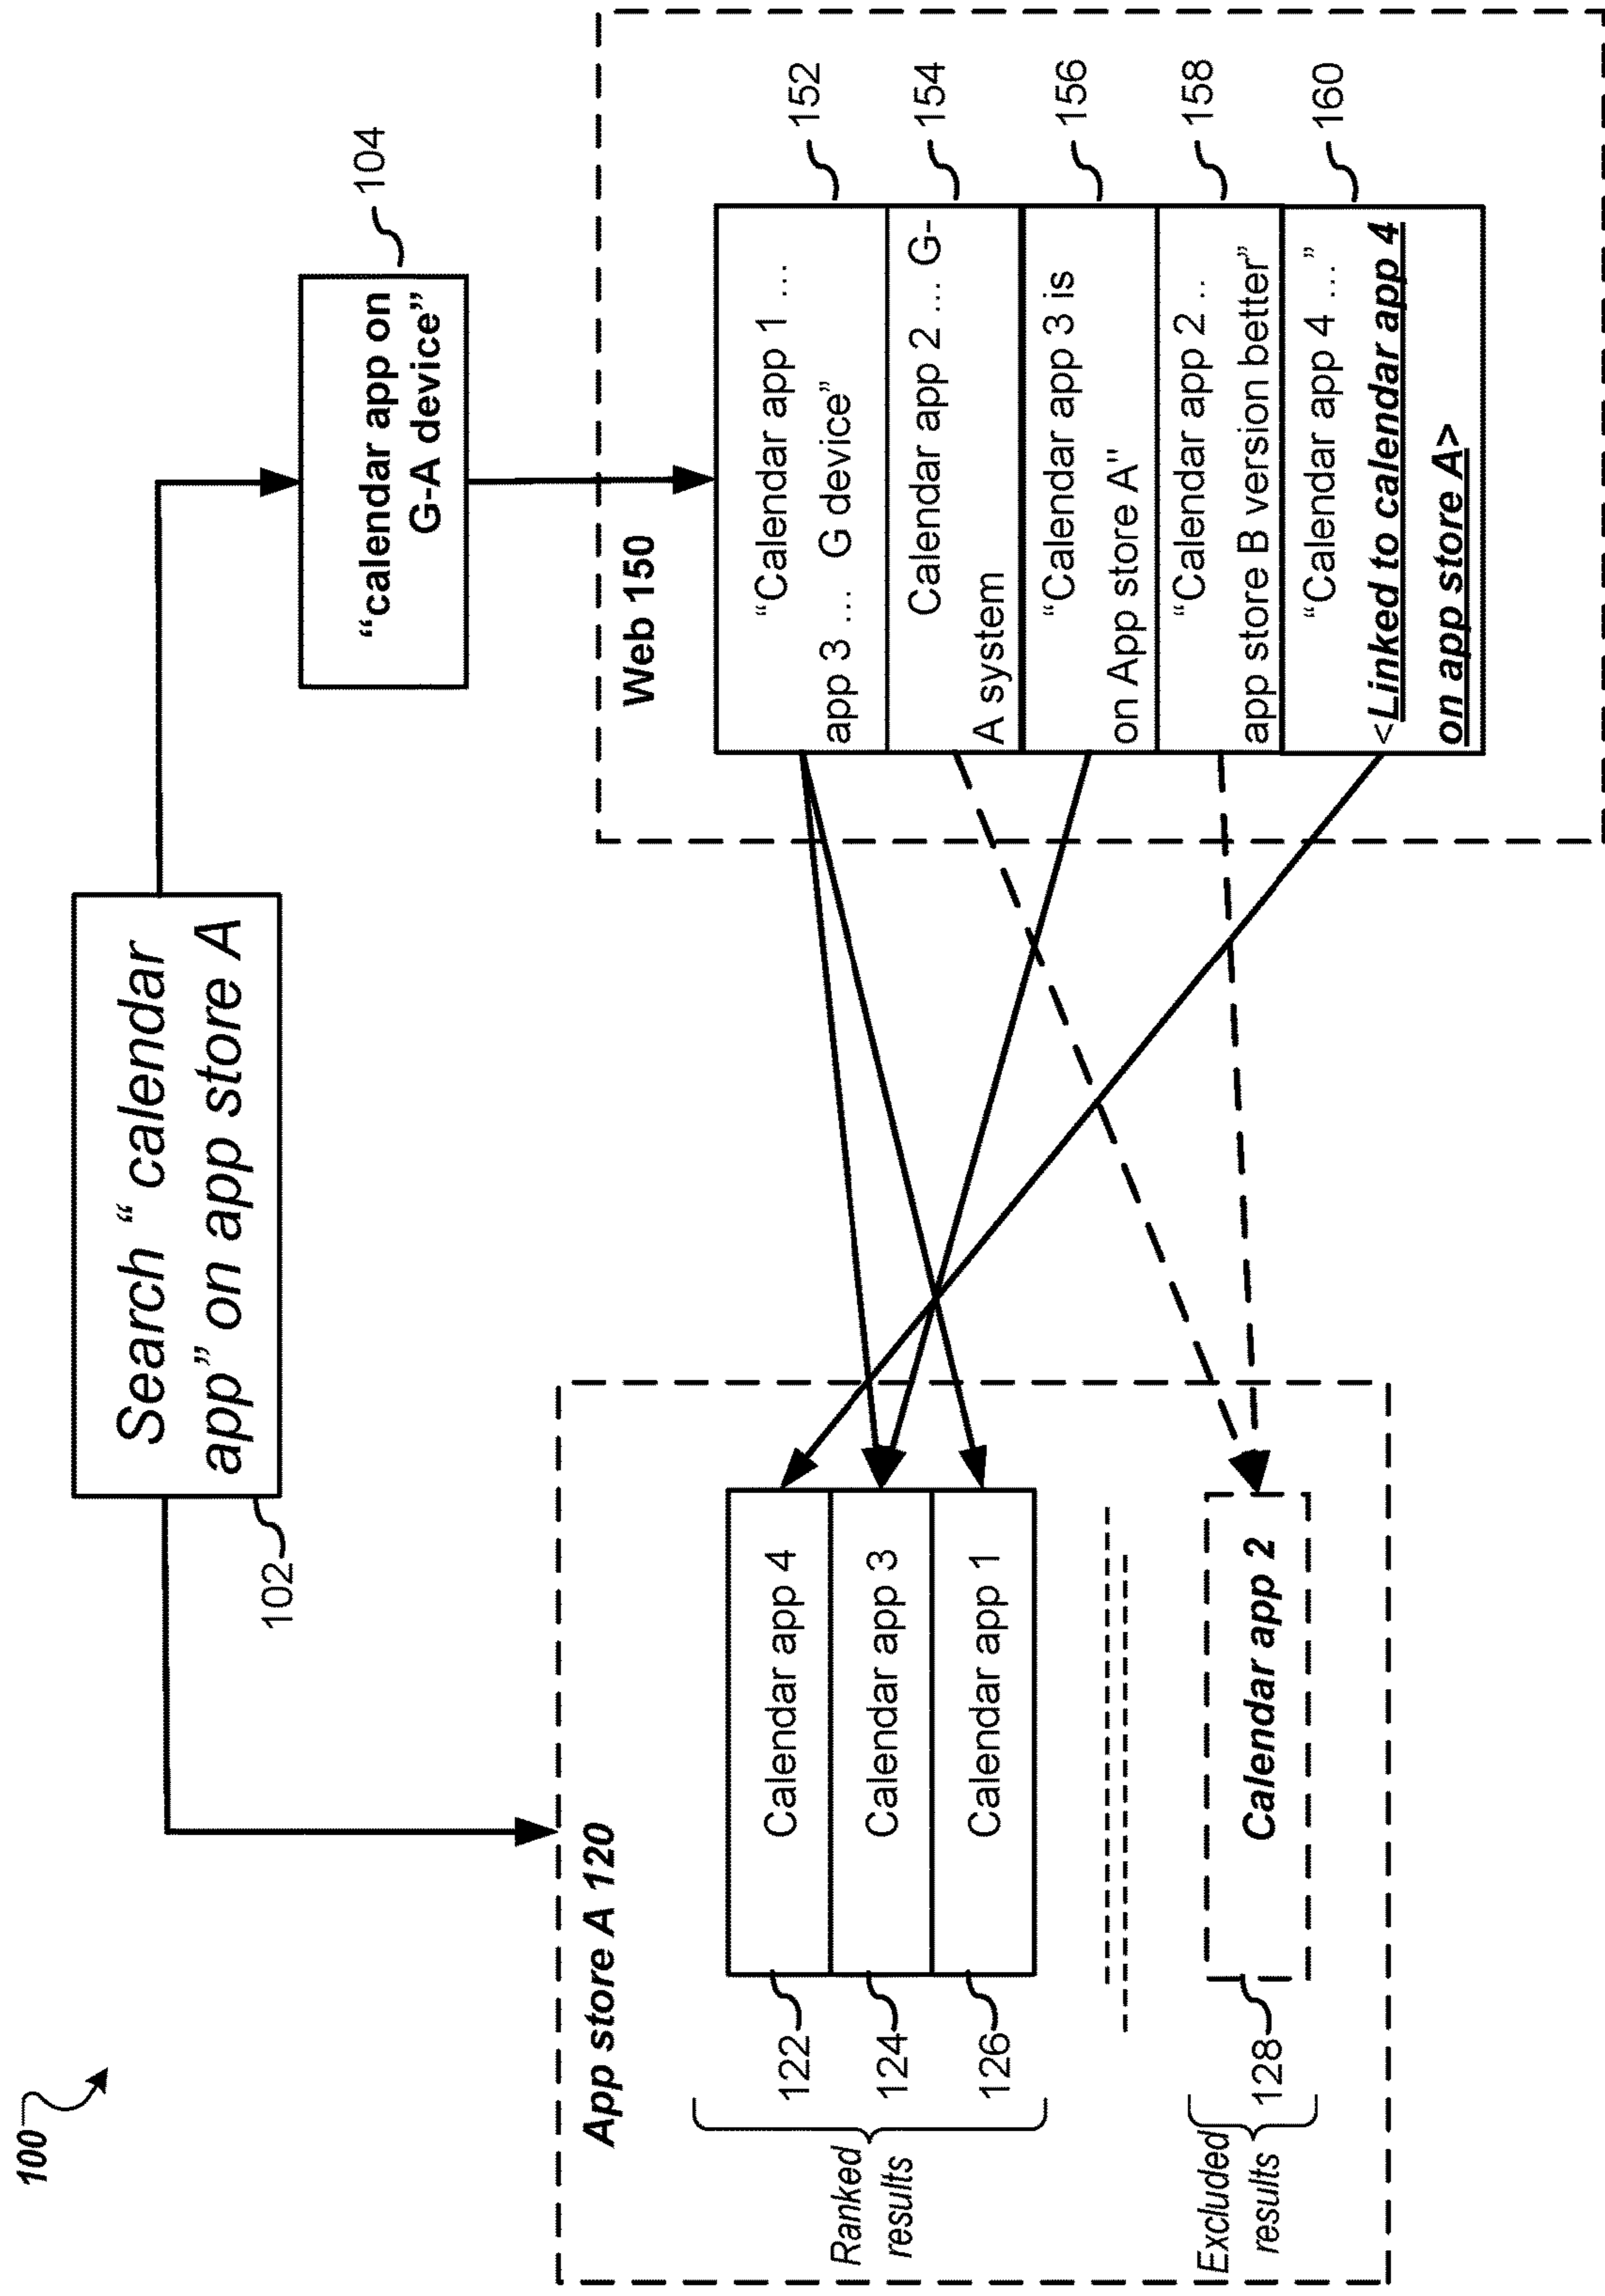 100
Search “ calendar
app” on app store A
102
“calendar app on
G-A device”
104
App store A 120
Ranked
results
122
Calendar app 4
124
Calendar app 3
126
Calendar app 1
Excluded
results
128
Calendar app 2
Web 150
“Calendar app 1 ...
app 3 ... G device”
152
Calendar app 2 ... G-
A system
154
“Calendar app 3 is
on App store A"
156
“Calendar app 2 ..
app store B version better”
158
“Calendar app 4 ...”
<Linked to calendar app 4
on app store A>
160